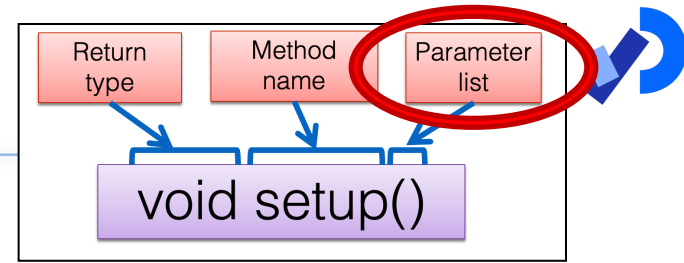 Return
type
Method
name
Parameter
list
void setup()